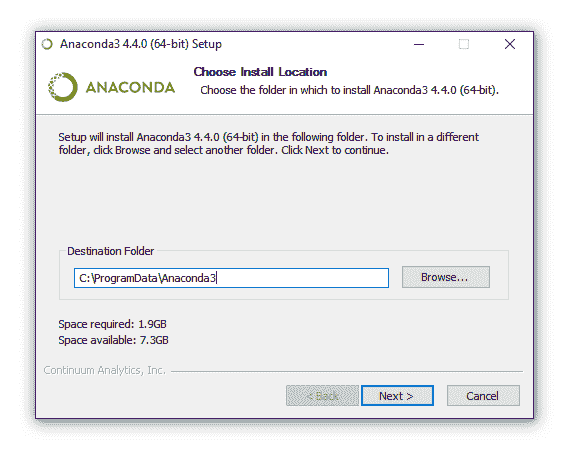 Anaconda3 4.4.0 (64-bit) Setup
ANACONDA
Choose Install Location
Choose the folder in which to install Anaconda3 4.4.0 (64-bit).
Setup will install Anaconda3 4.4.0 (64-bit) in the following folder. To install in a different
folder, click Browse and select another folder. Click Next to continue.
Destination Folder
C:\ProgramData\Anaconda3
Browse...
Space required: 1.9GB
Space available: 7.3GB
Continuum Analytics, Inc.
< Back
Next >
Cancel